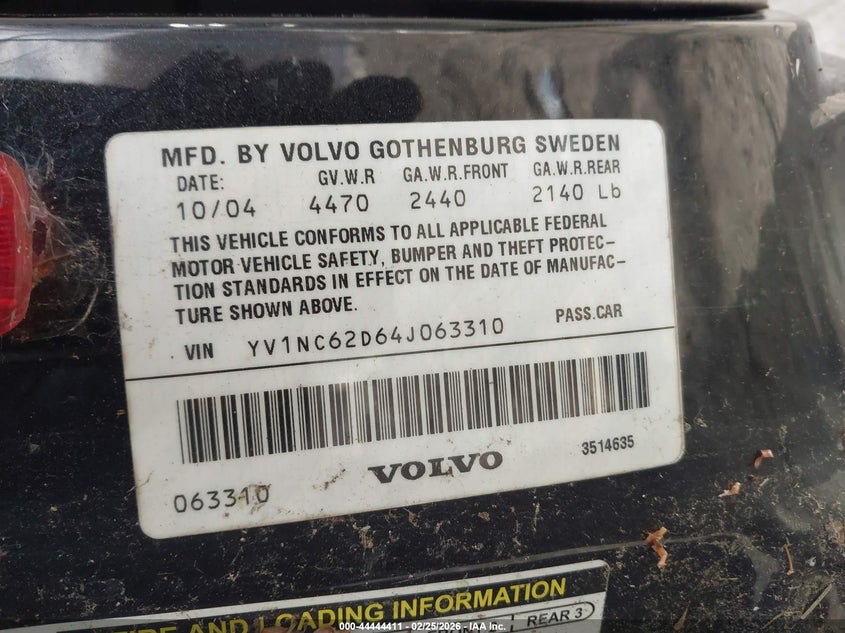 MFD. BY VOLVO GOTHENBURG SWEDEN
DATE: GV.W.R GA.W.R.FRONT GA.W.R.REAR
10/04 4470 2440 2140 Lb
THIS VEHICLE CONFORMS TO ALL APPLICABLE FEDERAL
MOTOR VEHICLE SAFETY, BUMPER AND THEFT PROTEC-
TION STANDARDS IN EFFECT ON THE DATE OF MANUFAC-
TURE SHOWN ABOVE.
VIN YV1NC62D64J063310 PASS.CAR
3514635
VOLVO
063310
AND LOADING INFORMATION
REAR 3
000-44444411 - 02/25/2026 - IAA Inc.